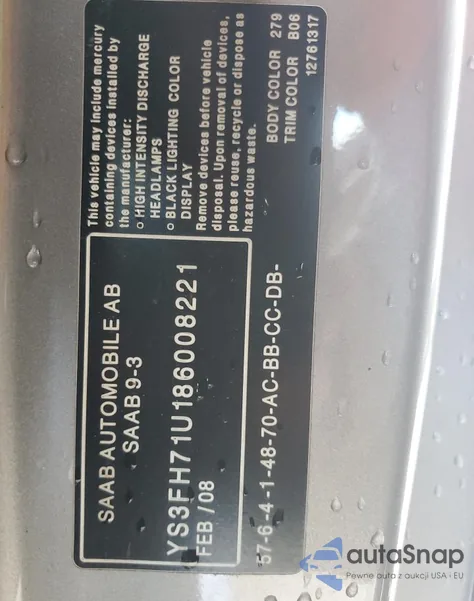 This vehicle may include mercury
containing devices installed by
the manufacturer:
o HIGH INTENSITY DISCHARGE
HEADLAMPS
o BLACK LIGHTING COLOR
DISPLAY
Remove devices before vehicle
disposal. Upon removal of devices,
please reuse, recycle or dispose as
hazardous waste.
BODY COLOR 279
TRIM COLOR B06
12761317
SAAB AUTOMOBILE AB
SAAB 9-3
YS3FH71U186008221
FEB / 08
57-6-4-1-48-70-AC-BB-CC-DB-
autoSnap
Pewne auta z aukcji USA - EU